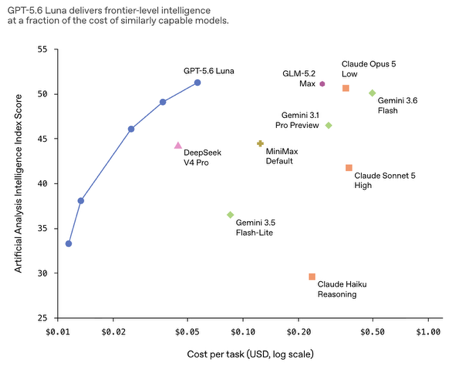 GPT-5.6 Luna delivers frontier-level intelligence
at a fraction of the cost of similarly capable models.
55
50
45
40
35
30
25
Artificial Analysis Intelligence Index Score
GPT-5.6 Luna
GLM-5.2
Max
Claude Opus 5
Low
Gemini 3.6
Flash
Gemini 3.1
Pro Preview
DeepSeek
V4 Pro
MiniMax
Default
Claude Sonnet 5
High
Gemini 3.5
Flash-Lite
Claude Haiku
Reasoning
$0.01
$0.02
$0.05
$0.10
$0.20
$0.50
$1.00
Cost per task (USD, log scale)